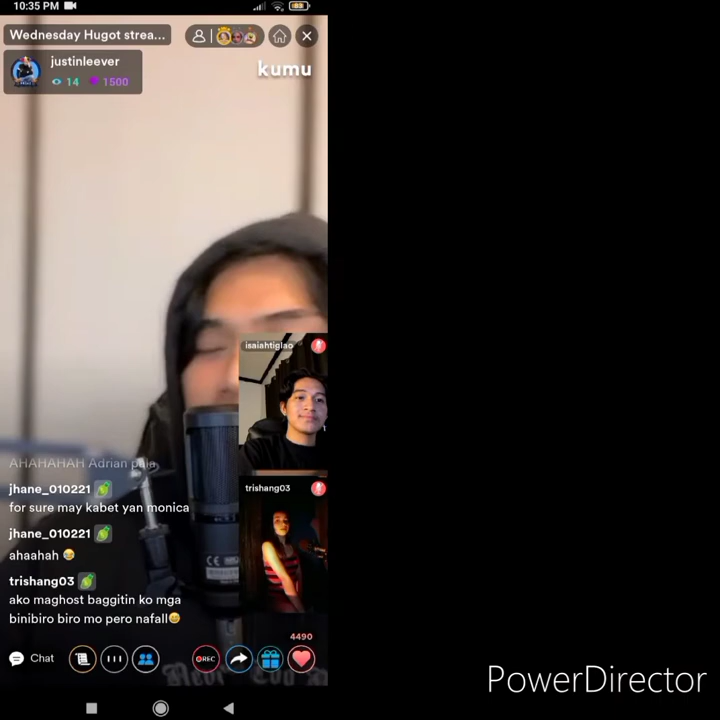 10:35 PM
83
Wednesday Hugot strea...
justinleever
14
1500
kumu
isaiahtiglao
AHAHAHAH Adrian pala
jhane_010221
for sure may kabet yan monica
jhane_010221
ahaahah
trishang03
trishang03
ako maghost baggitin ko mga
binibiro biro mo pero nafall
4490
Chat
REC
PowerDirector